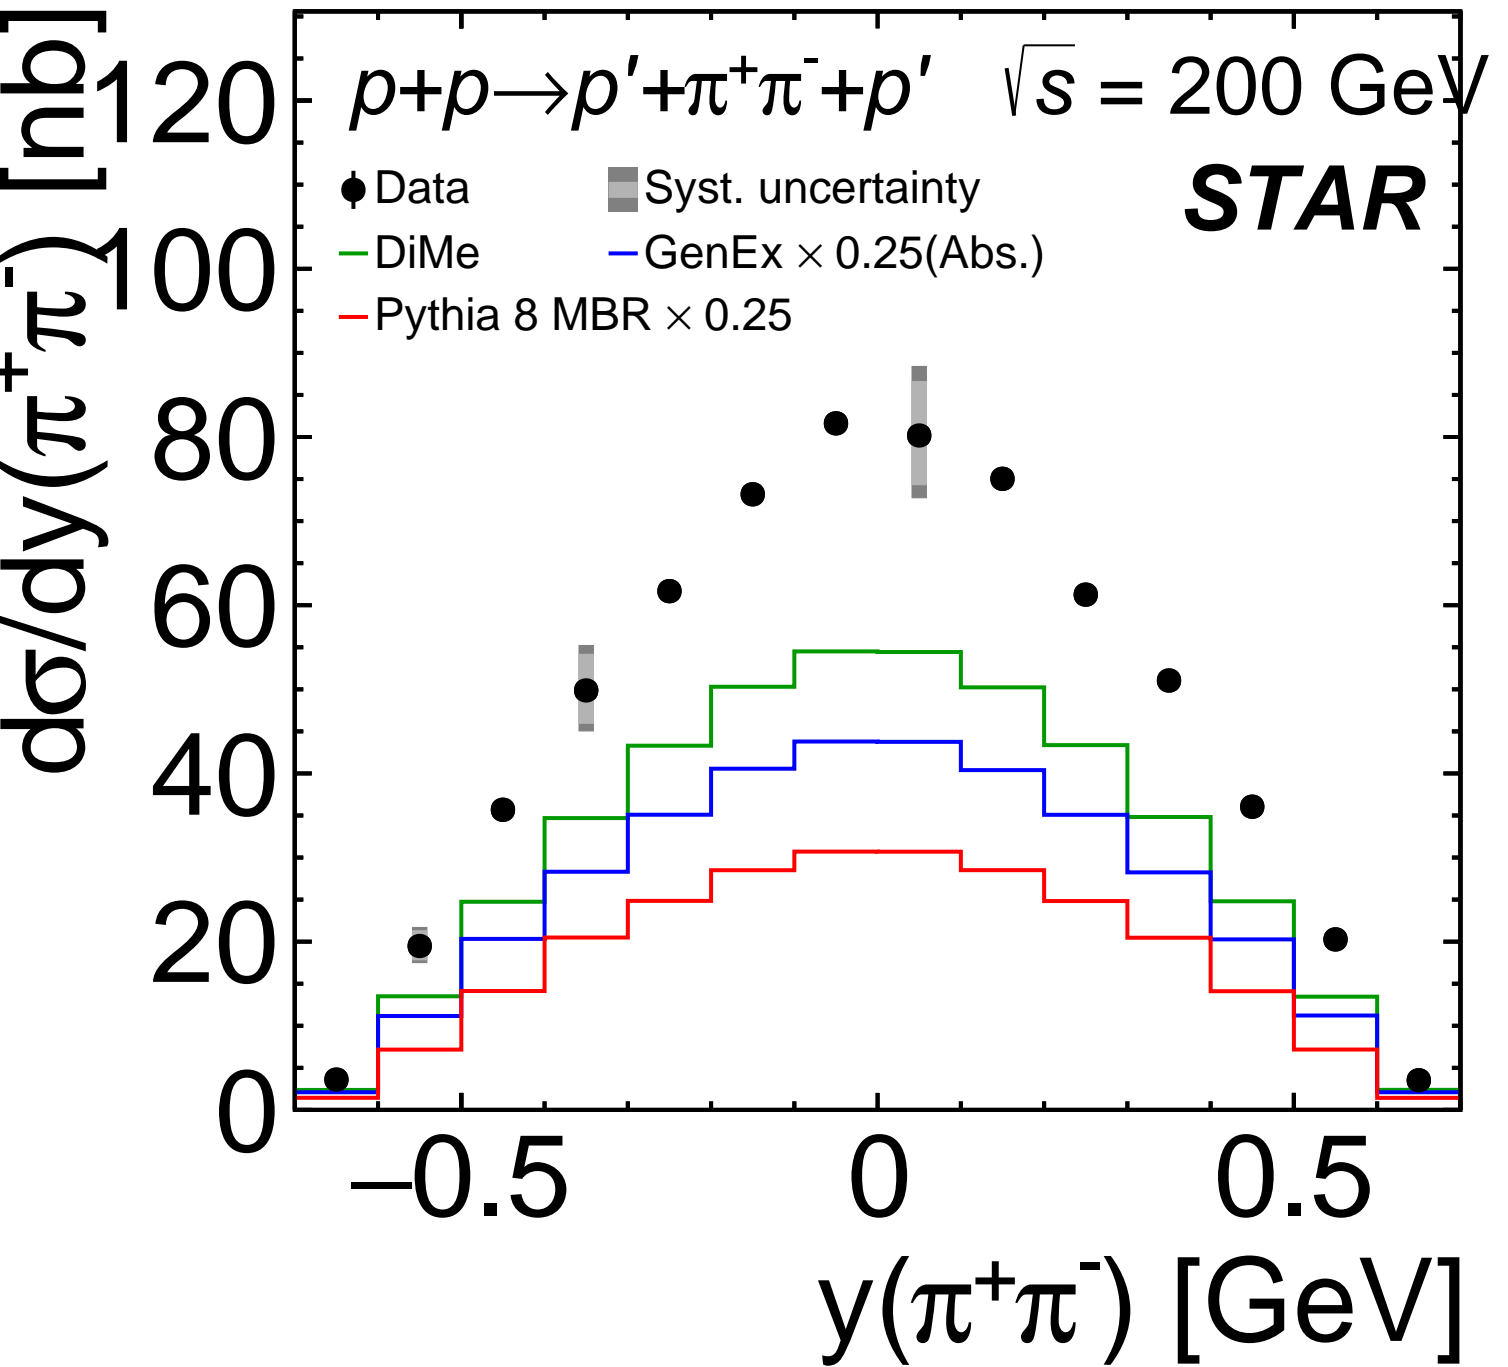 dσ/dy(π⁺π⁻) [nb]
p+p→p′+π⁺π⁻+p′ √s = 200 GeV
STAR
Data
Syst. uncertainty
DiMe
GenEx × 0.25(Abs.)
Pythia 8 MBR × 0.25
120
100
80
60
40
20
0
−0.5 0 0.5
y(π⁺π⁻) [GeV]